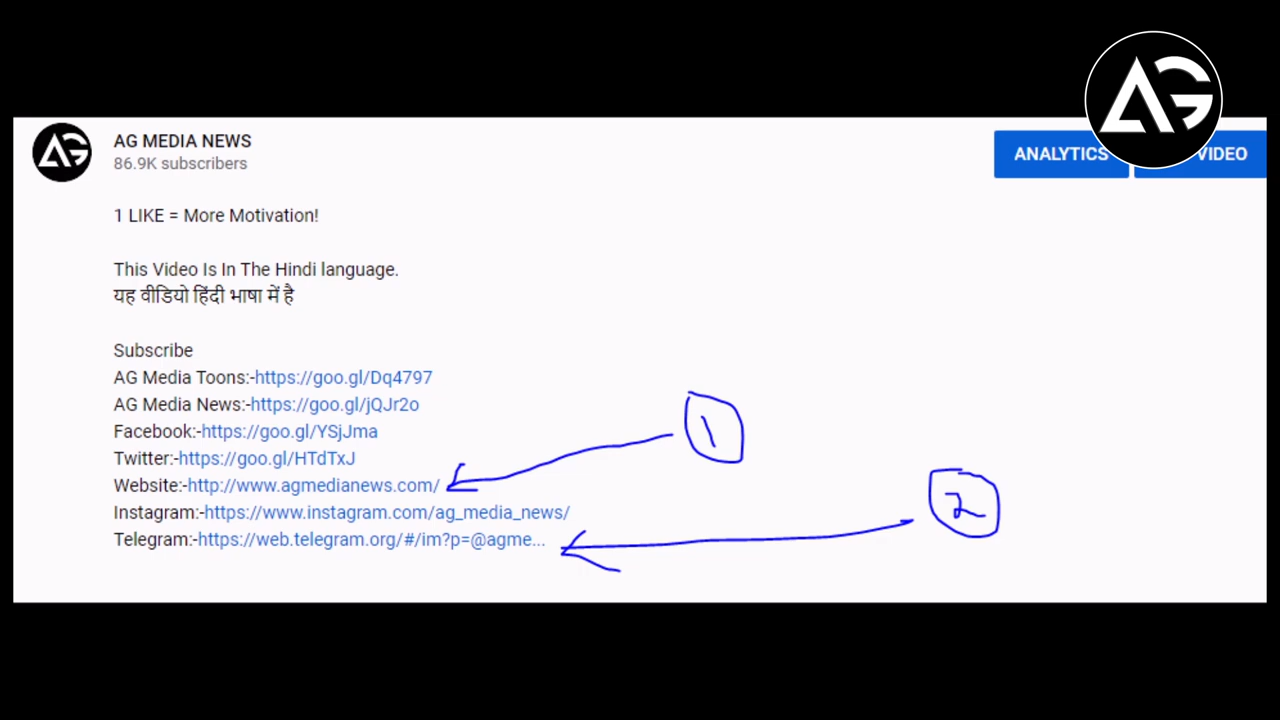 AG
AG MEDIA NEWS
86.9K subscribers
ANALYTICS
VIDEO
1 LIKE = More Motivation!
This Video Is In The Hindi language.
यह वीडियो हिंदी भाषा में है
Subscribe
AG Media Toons:-https://goo.gl/Dq4797
AG Media News:-https://goo.gl/jQJr2o
Facebook:-https://goo.gl/YSjJma
Twitter:-https://goo.gl/HTdTxJ
Website:-http://www.agmedianews.com/
Instagram:-https://www.instagram.com/ag_media_news/
Telegram:-https://web.telegram.org/#/im?p=@agme...
1
2
AG